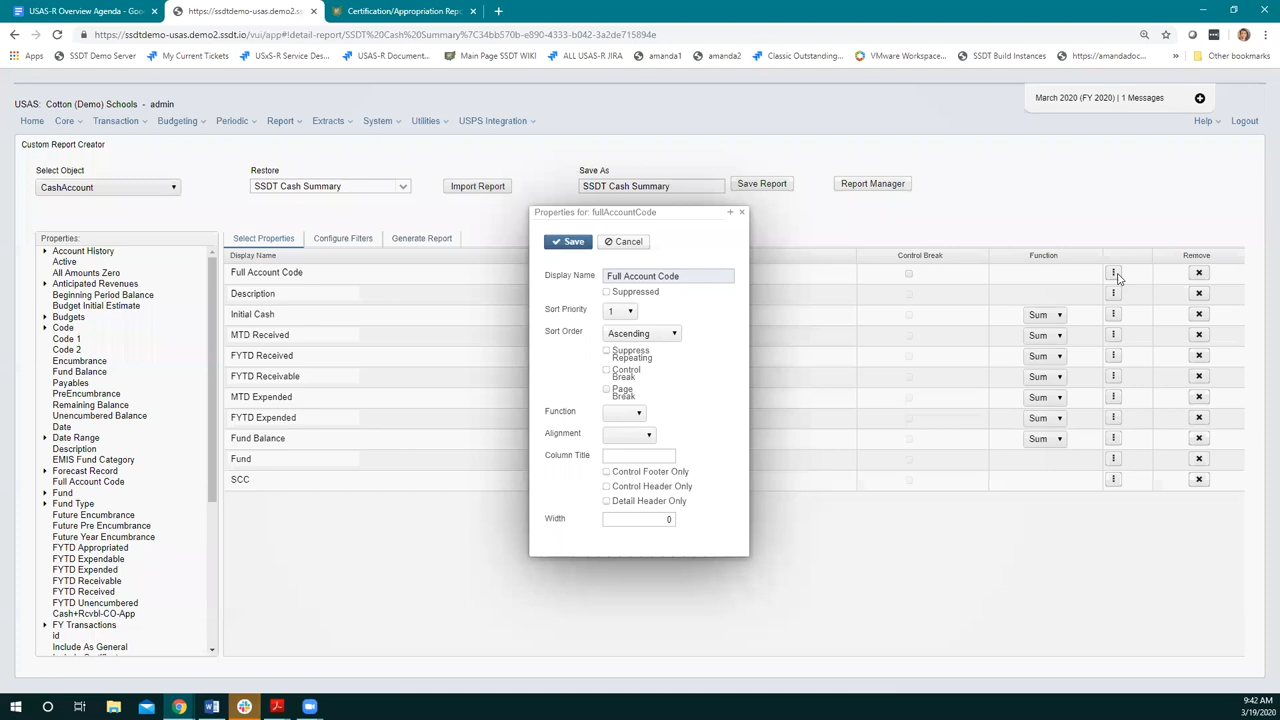 USAS-R Overview Agenda - Goo
https://ssdtdemo-usas.demo2.ssdt
Certification/Appropriation Repo
https://ssdtdemo-usas.demo2.ssdt.io/vui/app#!detail-report/SSDT%20Cash%20Summary%7C34bb570b-e890-4333-b042-3a2de715894e
Apps SSDT Demo Server My Current Tickets USxS-R Service Des... USAS-R Document... Main Page SSDT WIKI ALL USAS-R JIRA amanda1 amanda2 Classic Outstanding... VMware Workspace... SSDT Build Instances https://amandadoc... » Other bookmarks
USAS: Cotton (Demo) Schools - admin
March 2020 (FY 2020) | 1 Messages
Home Core Transaction Budgeting Periodic Report Extracts System Utilities USPS Integration Help Logout
Custom Report Creator
Select Object Restore Save As
CashAccount SSDT Cash Summary Import Report SSDT Cash Summary Save Report Report Manager
Properties:
Account History
Active
All Amounts Zero
Anticipated Revenues
Beginning Period Balance
Budget Initial Estimate
Budgets
Code
Code 1
Code 2
Encumbrance
Fund Balance
Payables
PreEncumbrance
Remaining Balance
Unencumbered Balance
Date
Date Range
Description
EMIS Fund Category
Forecast Record
Full Account Code
Fund
Fund Type
Future Encumbrance
Future Pre Encumbrance
Future Year Encumbrance
FYTD Appropriated
FYTD Expendable
FYTD Expended
FYTD Receivable
FYTD Received
FYTD Unencumbered
Cash+Rcvbl-CO-App
FY Transactions
id
Include As General
Select Properties Configure Filters Generate Report
Display Name Control Break Function Remove
Full Account Code
Description
Initial Cash Sum
MTD Received Sum
FYTD Received Sum
FYTD Receivable Sum
MTD Expended Sum
FYTD Expended Sum
Fund Balance Sum
Fund
SCC
Properties for: fullAccountCode
Save Cancel
Display Name Full Account Code
Suppressed
Sort Priority 1
Sort Order Ascending
Suppress
Repeating
Control
Break
Page
Break
Function
Alignment
Column Title
Control Footer Only
Control Header Only
Detail Header Only
Width 0
9:42 AM
3/19/2020